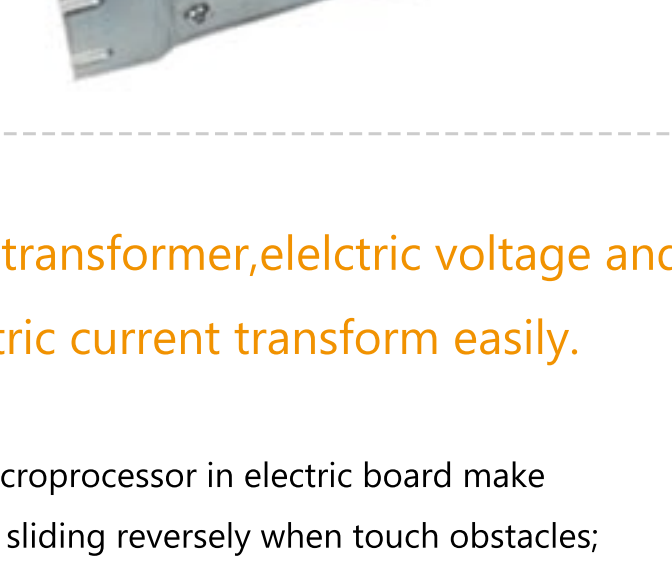 transformer,elelctric voltage and
tric current transform easily.
croprocessor in electric board make
sliding reversely when touch obstacles;